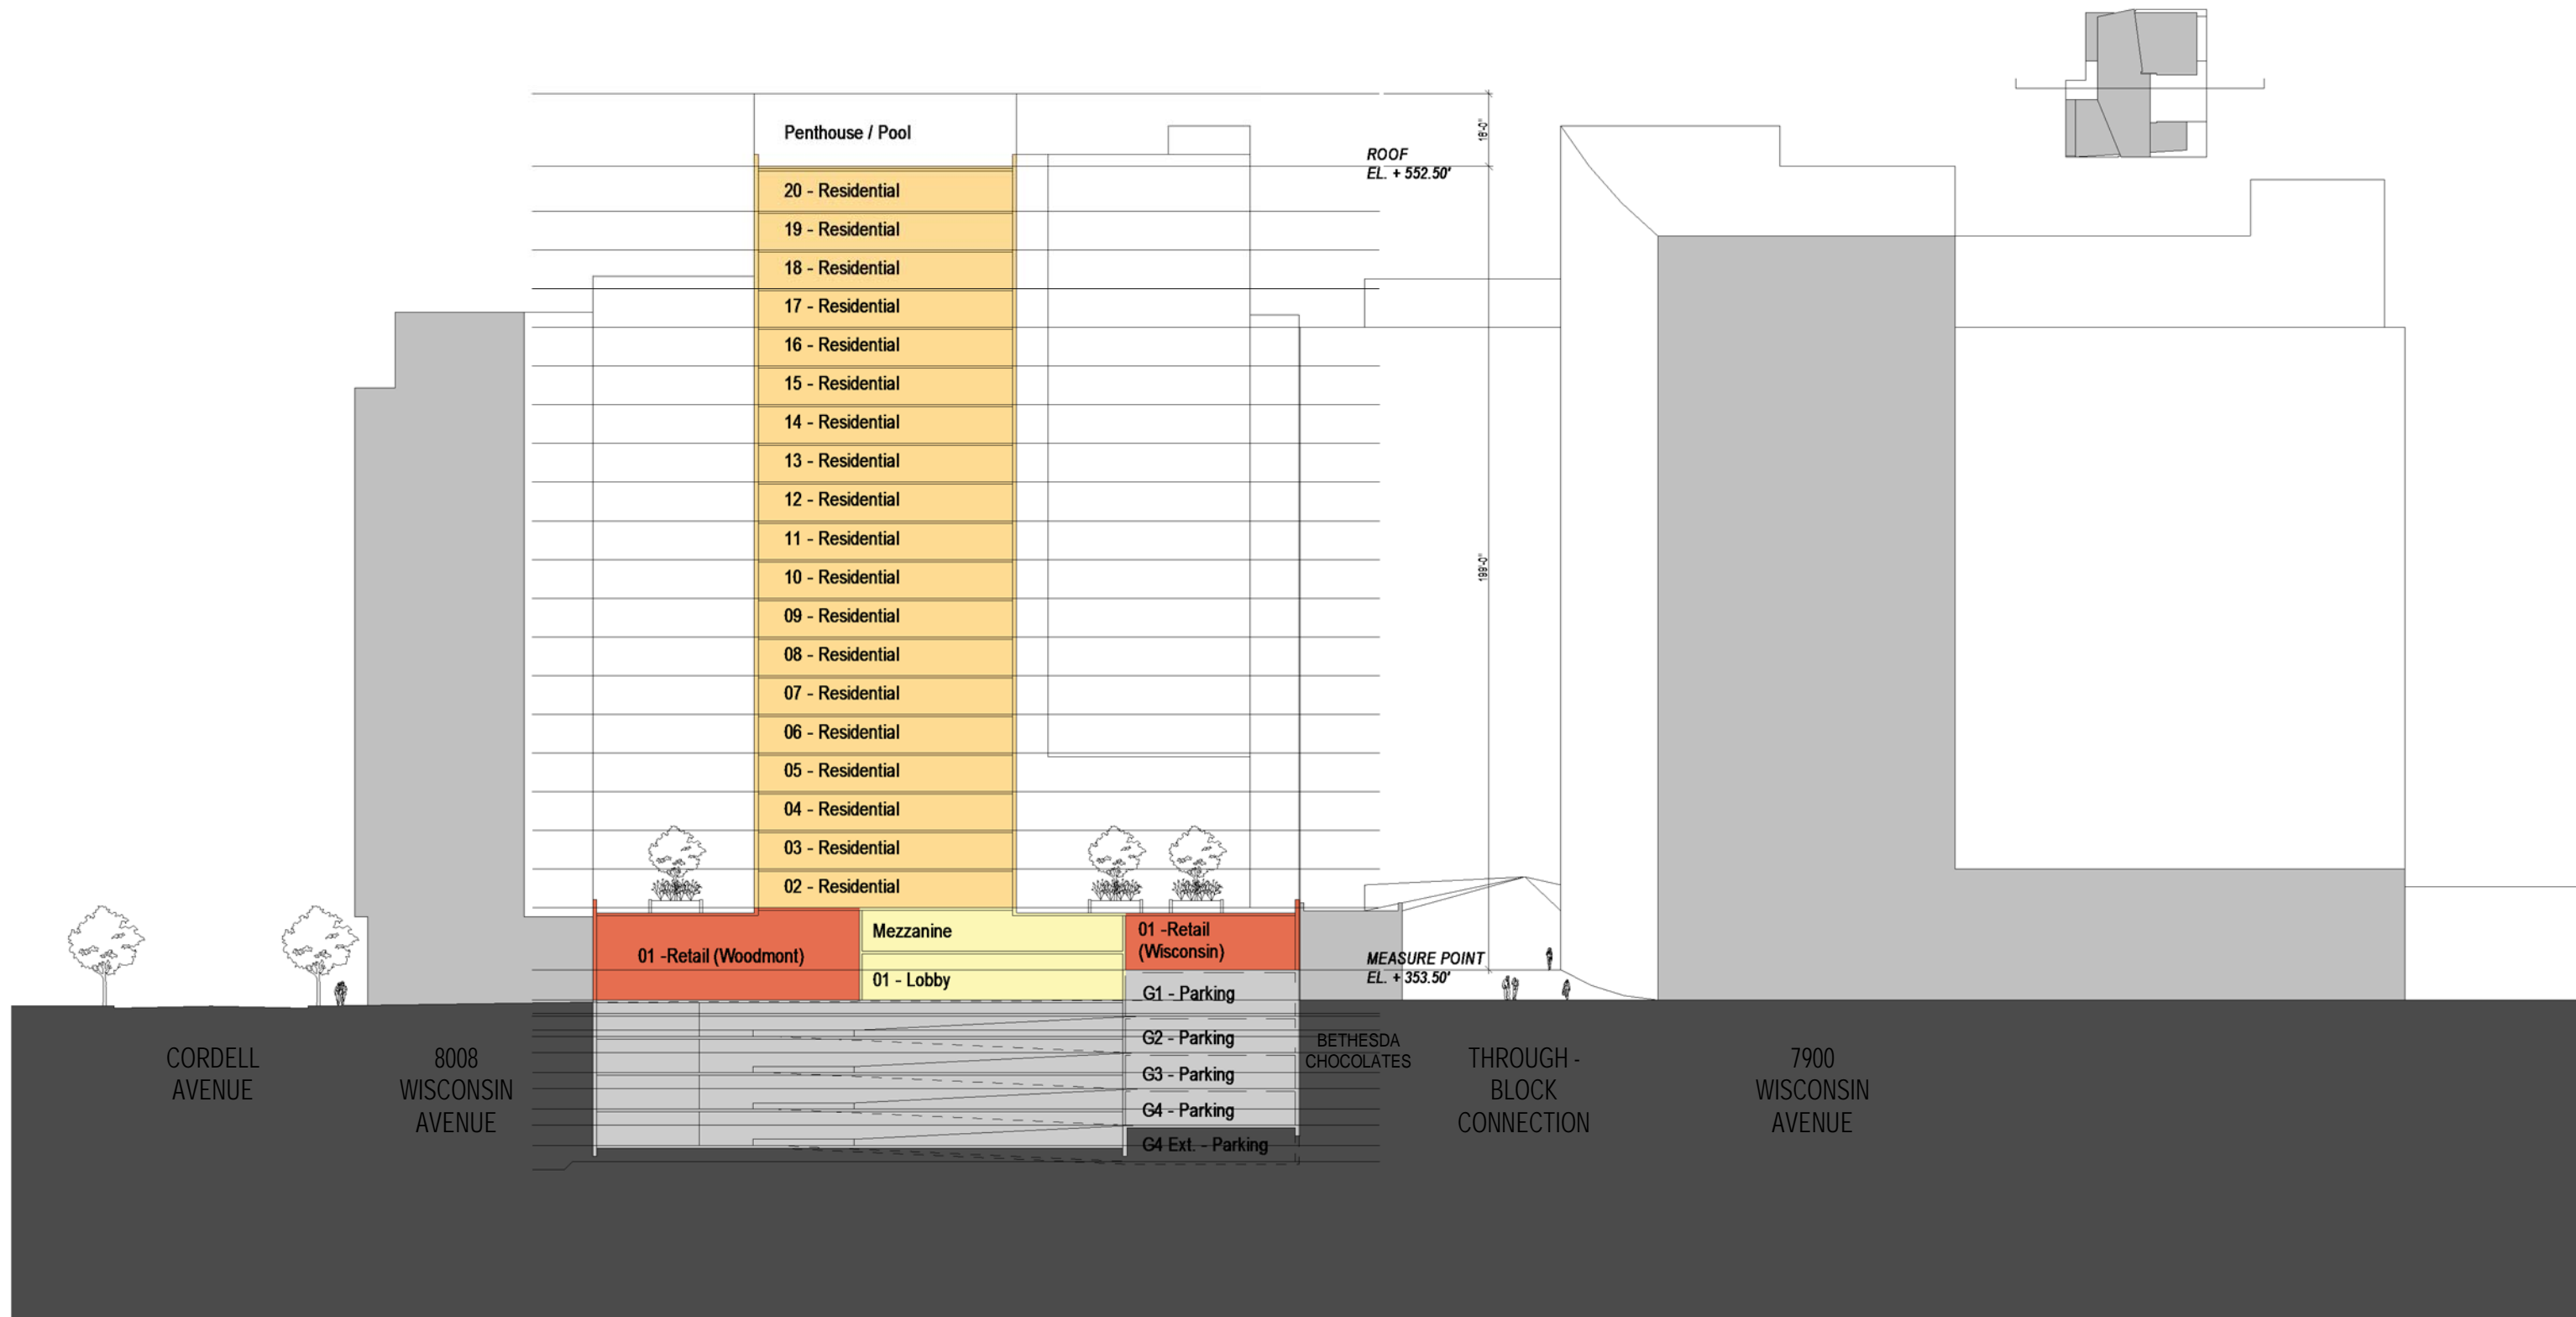 Penthouse / Pool
18'-0"
ROOF
EL. + 552.50'
20 - Residential
19 - Residential
18 - Residential
17 - Residential
16 - Residential
15 - Residential
14 - Residential
13 - Residential
12 - Residential
11 - Residential
10 - Residential
199'-0"
09 - Residential
08 - Residential
07 - Residential
06 - Residential
05 - Residential
04 - Residential
03 - Residential
02 - Residential
Mezzanine
01 -Retail
(Wisconsin)
01 -Retail (Woodmont)
MEASURE POINT
EL. + 353.50'
01 - Lobby
G1 - Parking
G2 - Parking
G3 - Parking
G4 - Parking
G4 Ext. - Parking
CORDELL
AVENUE
8008
WISCONSIN
AVENUE
BETHESDA
CHOCOLATES
THROUGH -
BLOCK
CONNECTION
7900
WISCONSIN
AVENUE